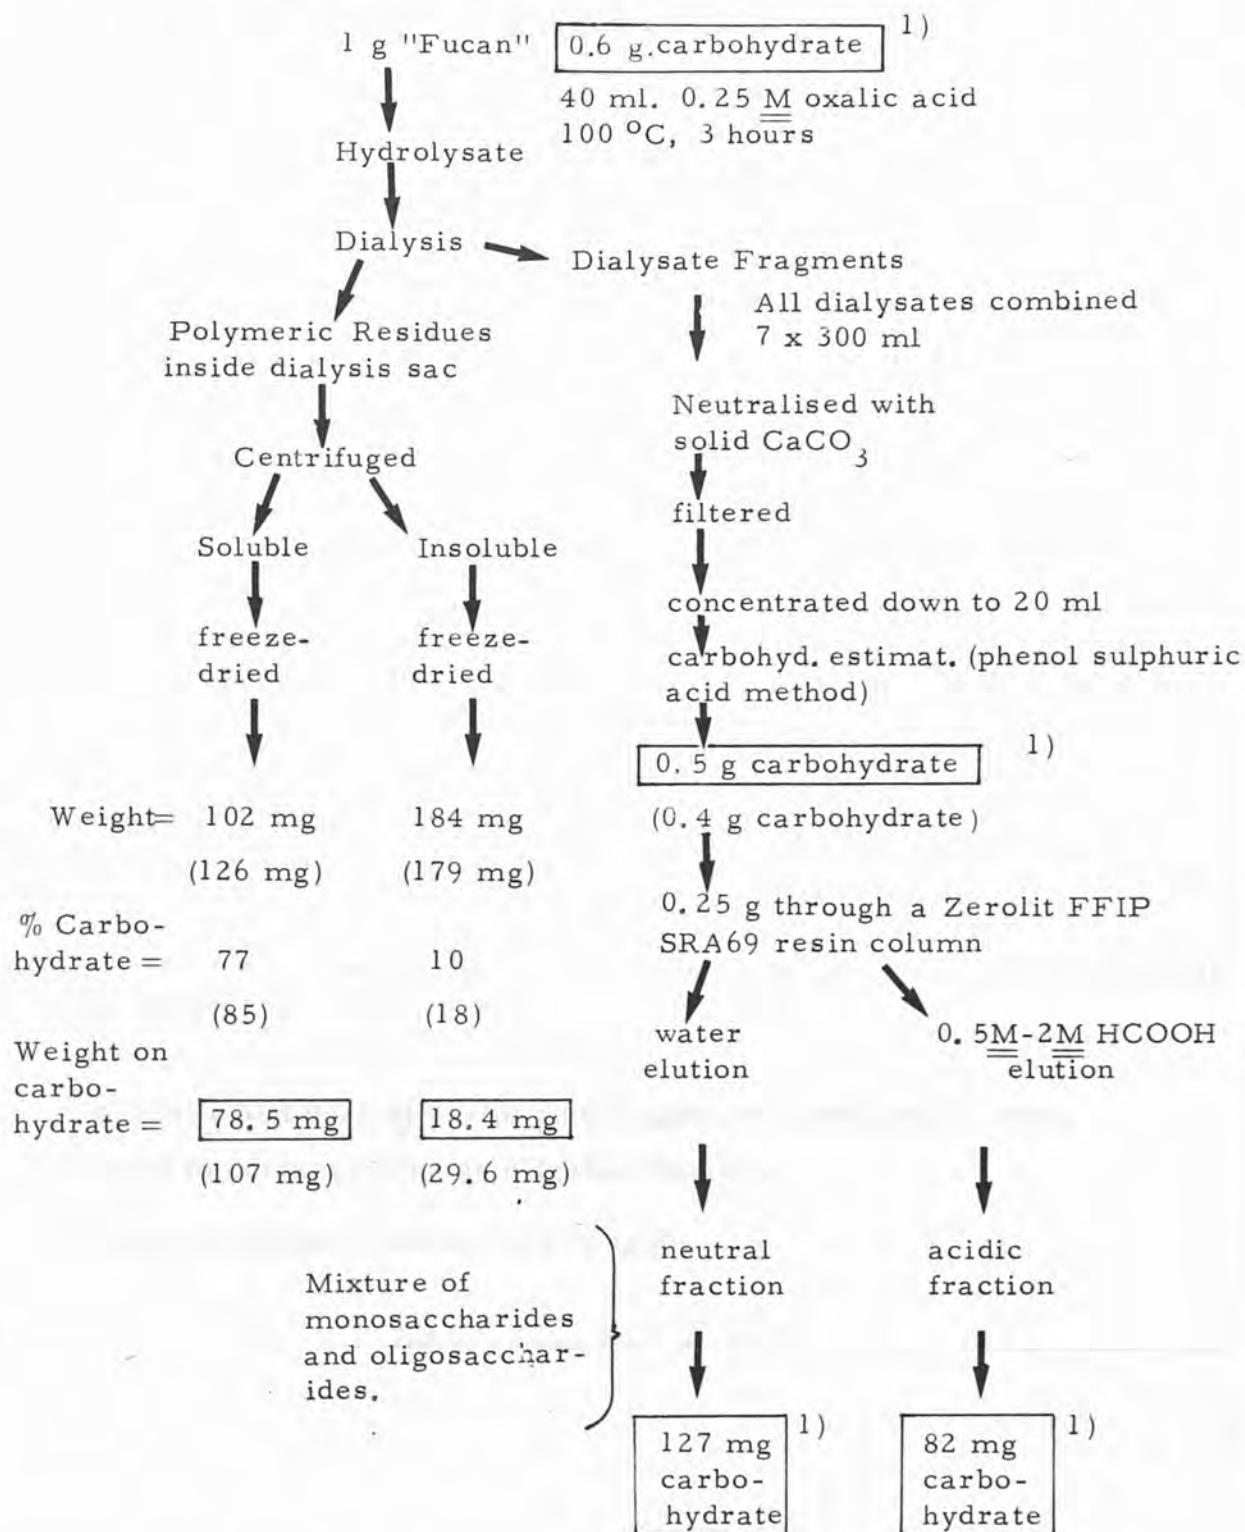 1 g "Fucan" 0.6 g.carbohydrate 1)
40 ml. 0.25 M oxalic acid
100 °C, 3 hours
Hydrolysate
Dialysis
Dialysate Fragments
All dialysates combined
7 x 300 ml
Polymeric Residues
inside dialysis sac
Neutralised with
solid CaCO3
Centrifuged
filtered
Soluble Insoluble
concentrated down to 20 ml
freeze-
dried
freeze-
dried
carbohyd. estimat. (phenol sulphuric
acid method)
0.5 g carbohydrate 1)
(0.4 g carbohydrate)
Weight= 102 mg 184 mg
(126 mg) (179 mg)
% Carbo-
hydrate = 77 10
(85) (18)
Weight on
carbo-
hydrate = 78.5 mg 18.4 mg
(107 mg) (29.6 mg)
0.25 g through a Zerolit FFIP
SRA69 resin column
water
elution
0.5M-2M HCOOH
elution
neutral
fraction
acidic
fraction
Mixture of
monosaccharides
and oligosacchar-
ides.
127 mg 1)
carbo-
hydrate
82 mg 1)
carbo-
hydrate